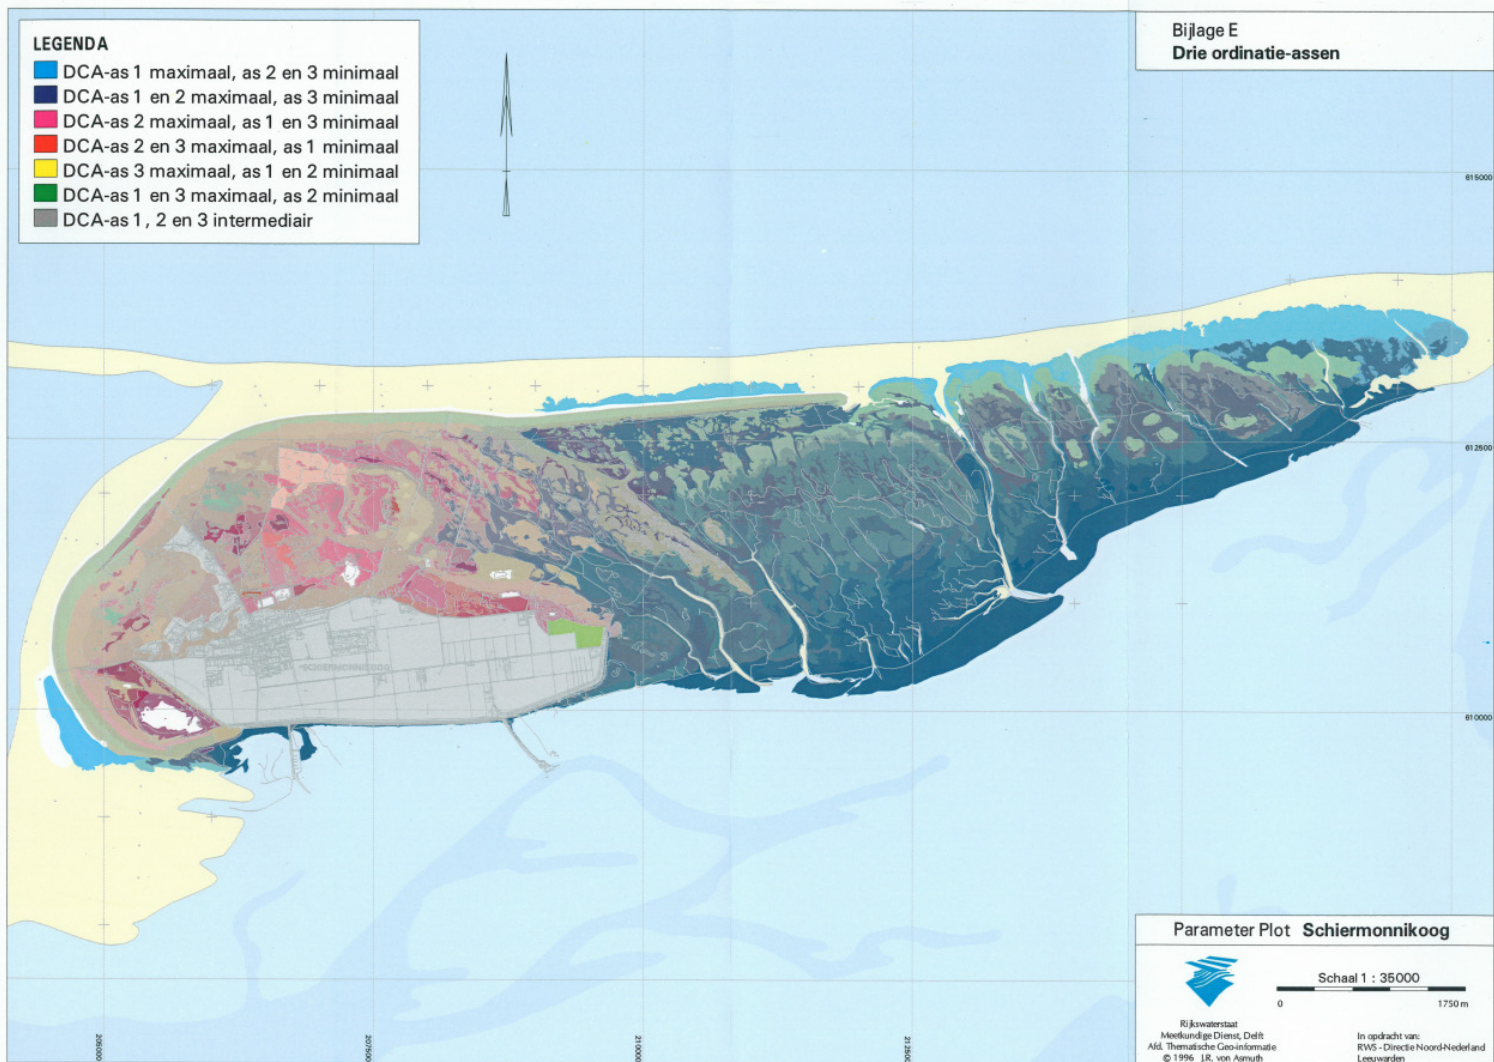 LEGENDA
DCA-as 1 maximaal, as 2 en 3 minimaal
DCA-as 1 en 2 maximaal, as 3 minimaal
DCA-as 2 maximaal, as 1 en 3 minimaal
DCA-as 2 en 3 maximaal, as 1 minimaal
DCA-as 3 maximaal, as 1 en 2 minimaal
DCA-as 1 en 3 maximaal, as 2 minimaal
DCA-as 1, 2 en 3 intermediair
Bijlage E
Drie ordinatie-assen
615000
612500
SCHIERMONNIKOOG
610000
205000
207500
210000
212500
Parameter Plot Schiermonnikoog
Schaal 1 : 35000
0 1750 m
Rijkswaterstaat
Meetkundige Dienst, Delft
Afd. Thematische Geo-informatie
© 1996 J.R. von Asmuth
In opdracht van:
RWS - Directie Noord-Nederland
Leeuwarden